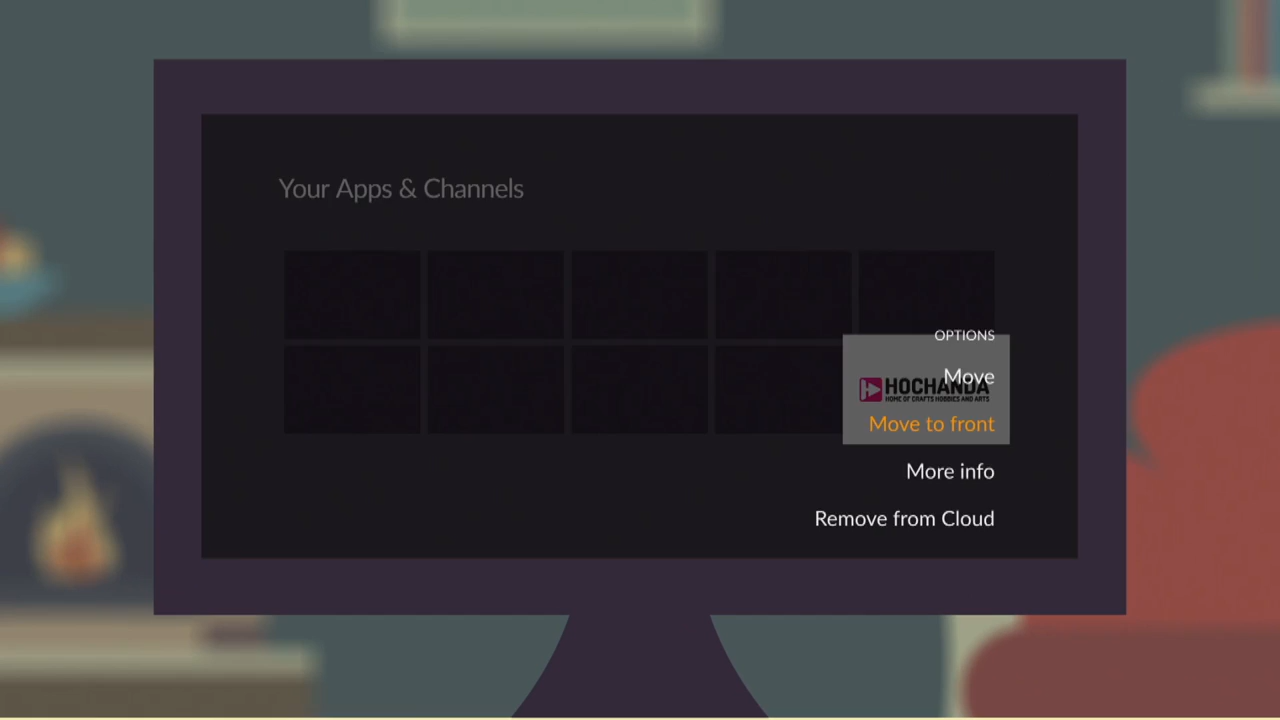 Your Apps & Channels
OPTIONS
Move
HOCHANDA
HOME OF CRAFTS HOBBIES AND ARTS
Move to front
More info
Remove from Cloud